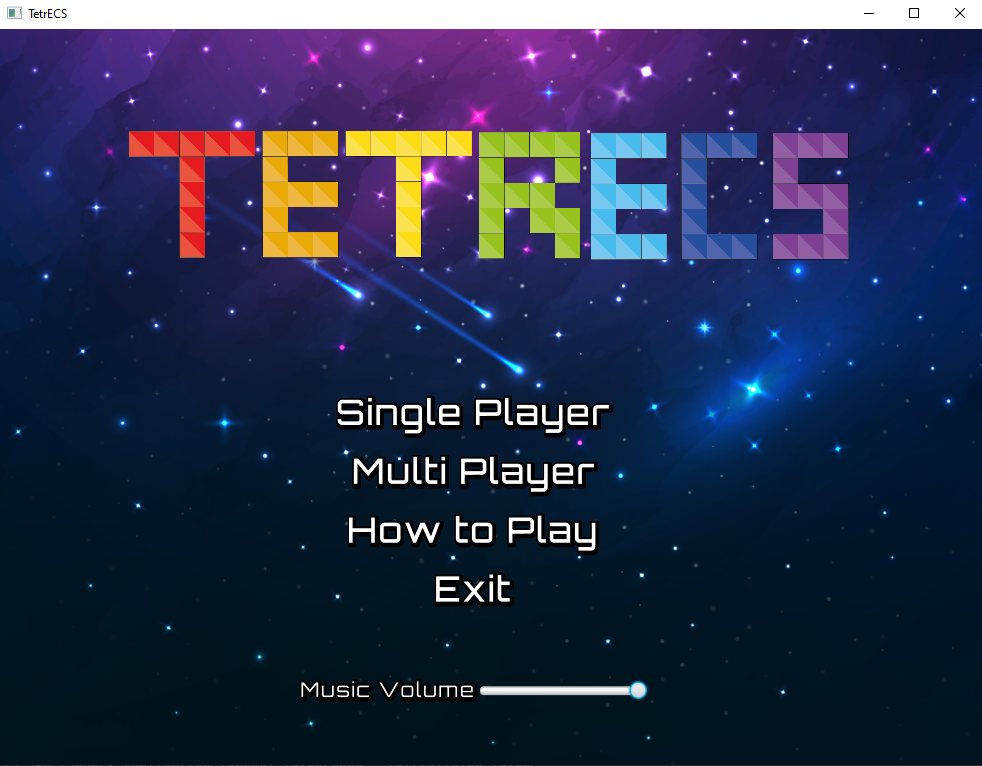 TetrECS
TETRECS
Single Player
Multi Player
How to Play
Exit
Music Volume